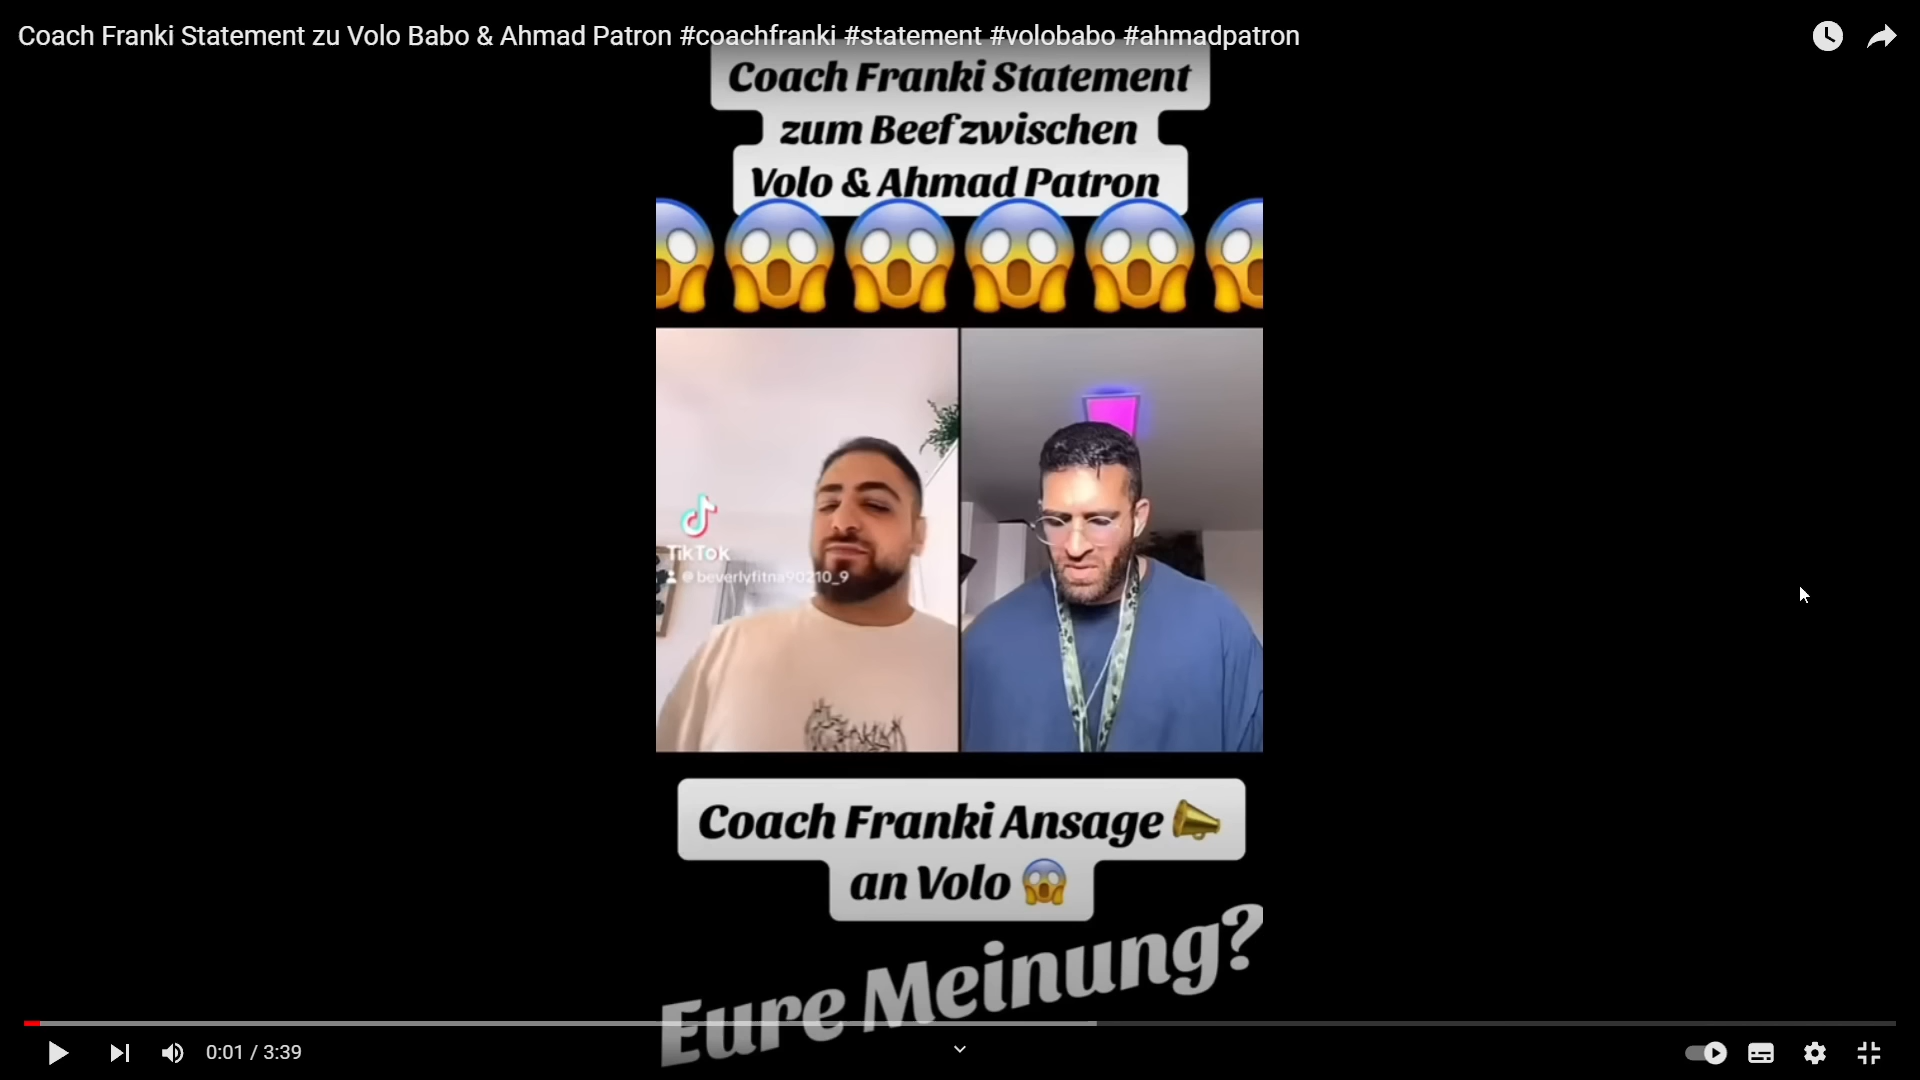 Coach Franki Statement zu Volo Babo & Ahmad Patron #coachfranki #statement #volobabo #ahmadpatron
Coach Franki Statement
zum Beef zwischen
Volo & Ahmad Patron
TikTok
@beverlyfitna90210_9
Coach Franki Ansage
an Volo
Eure Meinung?
0:01 / 3:39